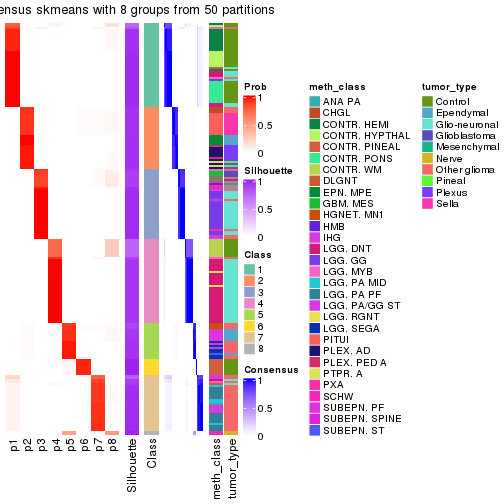 ensus skmeans with 8 groups from 50 partitions
Prob
1
0.5
0
Silhouette
1
0.5
0
Class
1
2
3
4
5
6
7
8
Consensus
1
0.5
0
meth_class
ANA PA
CHGL
CONTR. HEMI
CONTR. HYPTHAL
CONTR. PINEAL
CONTR. PONS
CONTR. WM
DLGNT
EPN. MPE
GBM. MES
HGNET. MN1
HMB
IHG
LGG. DNT
LGG. GG
LGG. MYB
LGG. PA MID
LGG. PA PF
LGG. PA/GG ST
LGG. RGNT
LGG. SEGA
PITUI
PLEX. AD
PLEX. PED A
PTPR. A
PXA
SCHW
SUBEPN. PF
SUBEPN. SPINE
SUBEPN. ST
tumor_type
Control
Ependymal
Glio-neuronal
Glioblastoma
Mesenchymal
Nerve
Other glioma
Pineal
Plexus
Sella
p1
p2
p3
p4
p5
p6
p7
p8
Silhouette
Class
meth_class
tumor_type